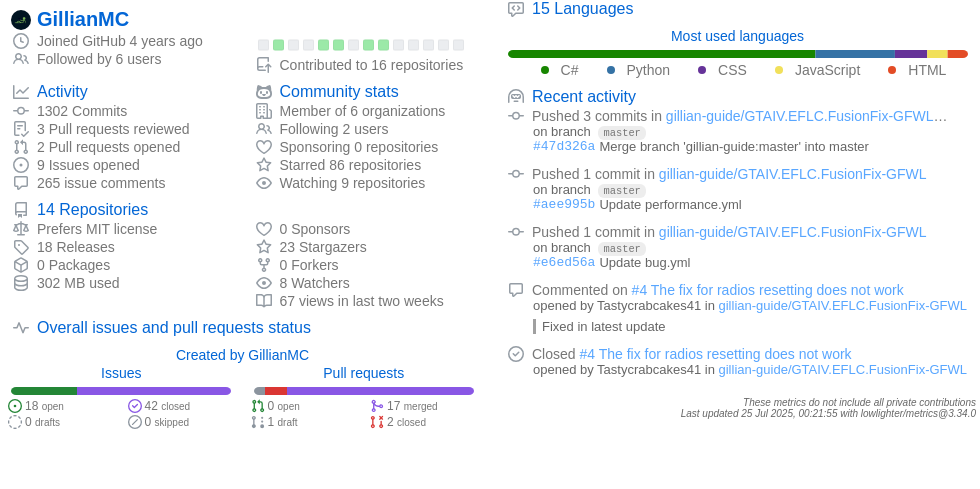 GillianMC
Joined GitHub 4 years ago
Followed by 6 users
Contributed to 16 repositories
Activity
1302 Commits
3 Pull requests reviewed
2 Pull requests opened
9 Issues opened
265 issue comments
Community stats
Member of 6 organizations
Following 2 users
Sponsoring 0 repositories
Starred 86 repositories
Watching 9 repositories
14 Repositories
Prefers MIT license
18 Releases
0 Packages
302 MB used
0 Sponsors
23 Stargazers
0 Forkers
8 Watchers
67 views in last two weeks
Overall issues and pull requests status
Created by GillianMC
Issues
18 open
42 closed
0 drafts
0 skipped
Pull requests
0 open
17 merged
1 draft
2 closed
15 Languages
Most used languages
C# Python CSS JavaScript HTML
Recent activity
Pushed 3 commits in gillian-guide/GTAIV.EFLC.FusionFix-GFWL…
on branch master
#47d326a Merge branch 'gillian-guide:master' into master
Pushed 1 commit in gillian-guide/GTAIV.EFLC.FusionFix-GFWL
on branch master
#aee995b Update performance.yml
Pushed 1 commit in gillian-guide/GTAIV.EFLC.FusionFix-GFWL
on branch master
#e6ed56a Update bug.yml
Commented on #4 The fix for radios resetting does not work
opened by Tastycrabcakes41 in gillian-guide/GTAIV.EFLC.FusionFix-GFWL
Fixed in latest update
Closed #4 The fix for radios resetting does not work
opened by Tastycrabcakes41 in gillian-guide/GTAIV.EFLC.FusionFix-GFWL
These metrics do not include all private contributions
Last updated 25 Jul 2025, 00:21:55 with lowlighter/metrics@3.34.0